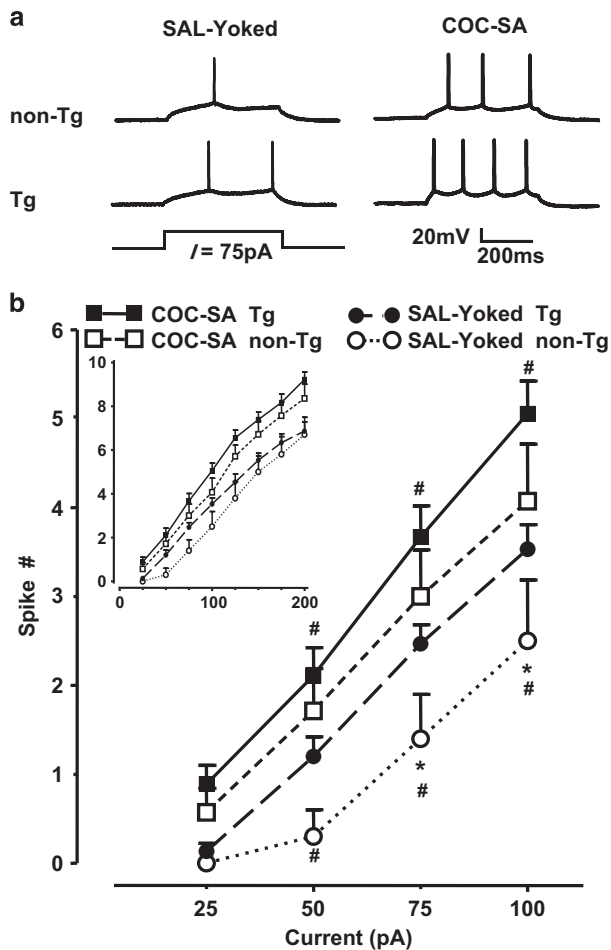 a
SAL-Yoked COC-SA
non-Tg
Tg
I = 75pA
20mV
200ms
b
COC-SA Tg SAL-Yoked Tg
COC-SA non-Tg SAL-Yoked non-Tg
6
5
4
3
2
1
0
Spike #
10
8
6
4
2
0
0 100 200
#
#
#
*
#
*
#
#
25 50 75 100
Current (pA)